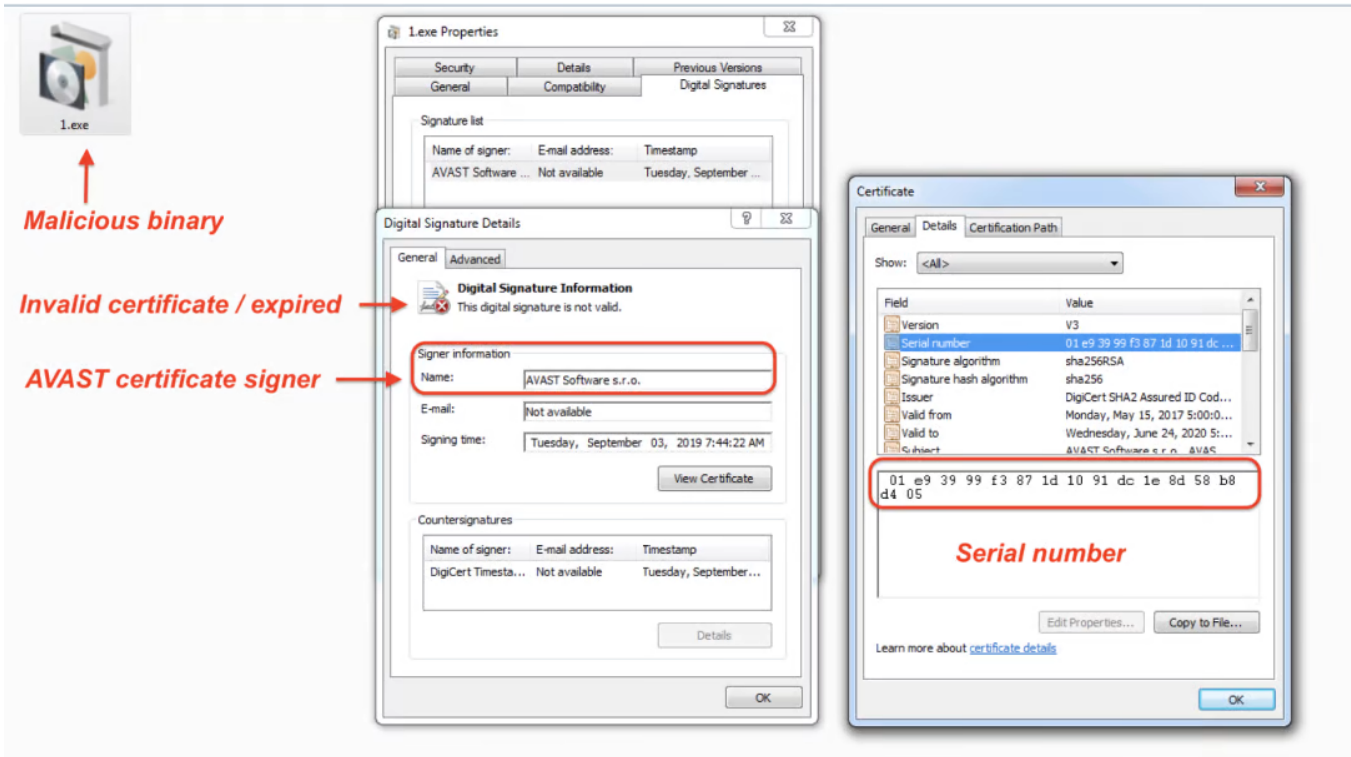 1.exe
Malicious binary
Invalid certificate / expired
AVAST certificate signer
1.exe Properties
Security Details Previous Versions
General Compatibility Digital Signatures
Signature list
Name of signer: E-mail address: Timestamp
AVAST Software ... Not available Tuesday, September ...
Digital Signature Details
General Advanced
Digital Signature Information
This digital signature is not valid.
Signer information
Name: AVAST Software s.r.o.
E-mail: Not available
Signing time: Tuesday, September 03, 2019 7:44:22 AM
View Certificate
Countersignatures
Name of signer: E-mail address: Timestamp
DigiCert Timesta... Not available Tuesday, September...
Details
OK
Certificate
General Details Certification Path
Show: <All>
Field Value
Version V3
Serial number 01 e9 39 99 f3 87 1d 10 91 dc ...
Signature algorithm sha256RSA
Signature hash algorithm sha256
Issuer DigiCert SHA2 Assured ID Cod...
Valid from Monday, May 15, 2017 5:00:0...
Valid to Wednesday, June 24, 2020 5:...
Subject AVAST Software s.r.o., AVAS
01 e9 39 99 f3 87 1d 10 91 dc 1e 8d 58 b8
d4 05
Serial number
Edit Properties... Copy to File...
Learn more about certificate details
OK